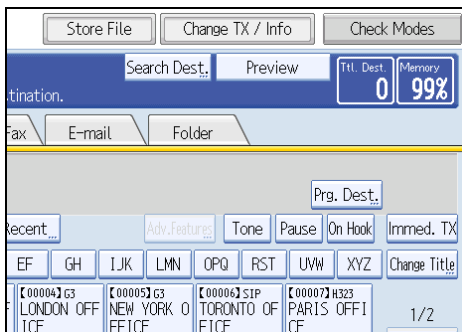 Store File Change TX / Info Check Modes
Search Dest. Preview Ttl. Dest. Memory
tination. 0 99%
Fax E-mail Folder
Prg. Dest.
Recent Adv.Features Tone Pause On Hook Immed. TX
EF GH IJK LMN OPQ RST UVW XYZ Change Title
【00004】G3 【00005】G3 【00006】SIP 【00007】H323
LONDON OFF NEW YORK O TORONTO OF PARIS OFFI 1/2
ICE FFICE FICE CE